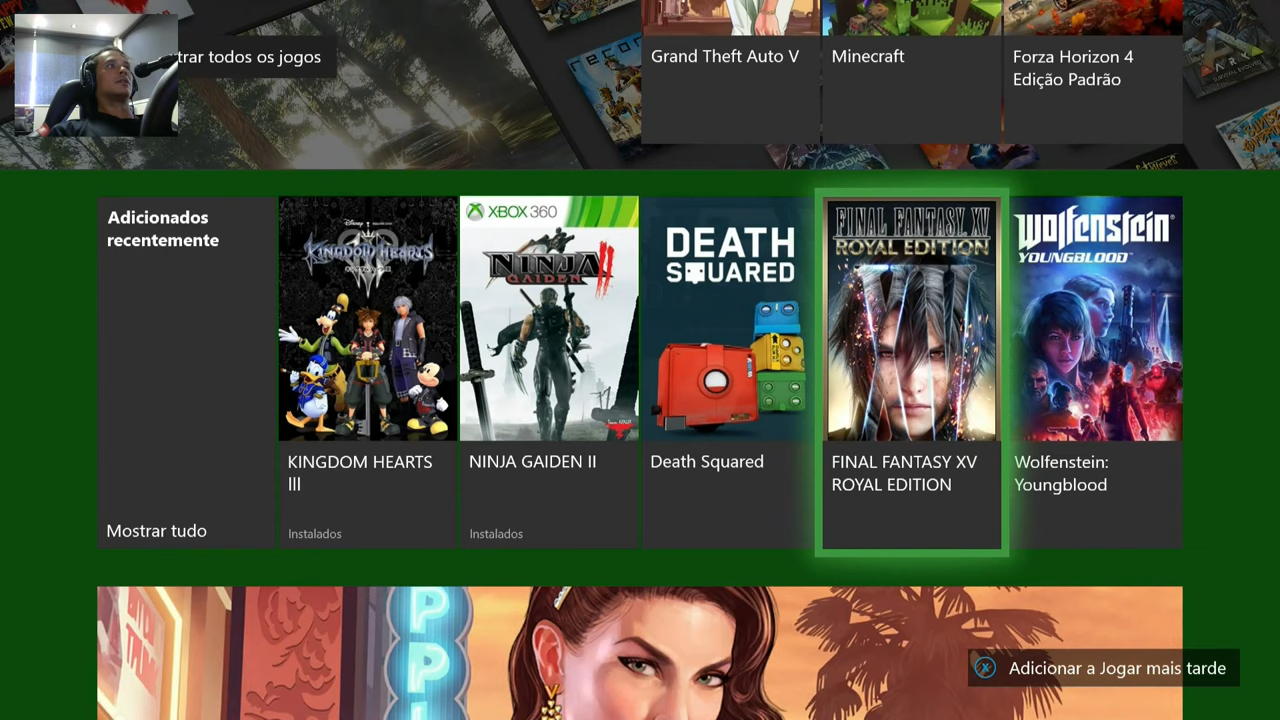 trar todos os jogos
Grand Theft Auto V
Minecraft
Forza Horizon 4
Edição Padrão
Adicionados
recentemente
Mostrar tudo
Disney
KINGDOM HEARTS
KINGDOM HEARTS
III
Instalados
XBOX 360
NINJA
GAIDEN II
NINJA GAIDEN II
Instalados
DEATH
SQUARED
Death Squared
FINAL FANTASY XV
ROYAL EDITION
FINAL FANTASY XV
ROYAL EDITION
Wolfenstein
YOUNGBLOOD
Wolfenstein:
Youngblood
X Adicionar a Jogar mais tarde